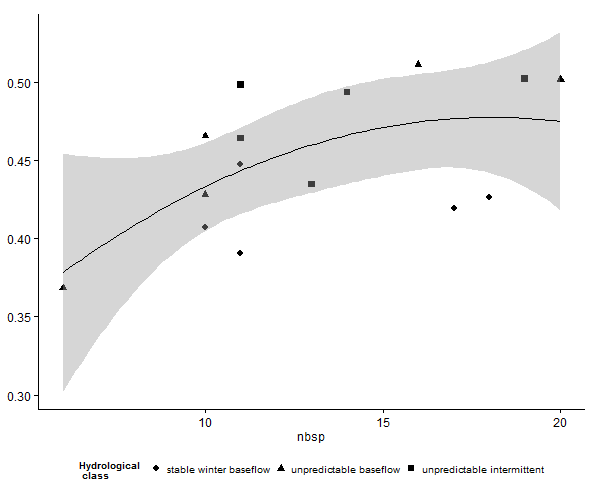 0.50
0.45
0.40
0.35
0.30
10 15 20
nbsp
Hydrological
class
stable winter baseflow unpredictable baseflow unpredictable intermittent